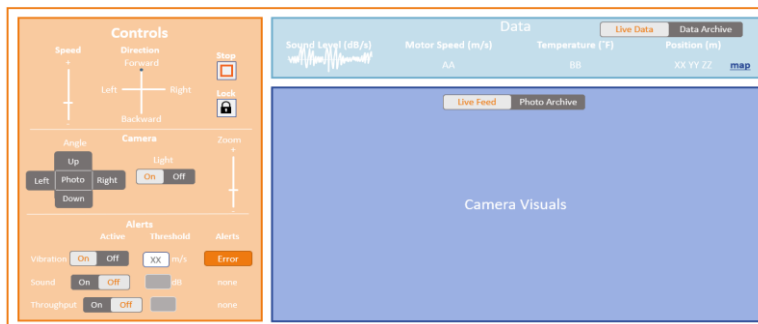 Controls
Speed Direction Stop
+ Forward
Left Right
Lock
- Backward
Angle Camera Zoom
+
Up Light
Left Photo Right On Off
Down
-
Alerts
Active Threshold Alerts
Vibration On Off XX m/s Error
Sound On Off dB none
Throughput On Off none
Data
Live Data Data Archive
Sound Level (dB/s) Motor Speed (m/s) Temperature (°F) Position (m)
AA BB XX YY ZZ map
Live Feed Photo Archive
Camera Visuals